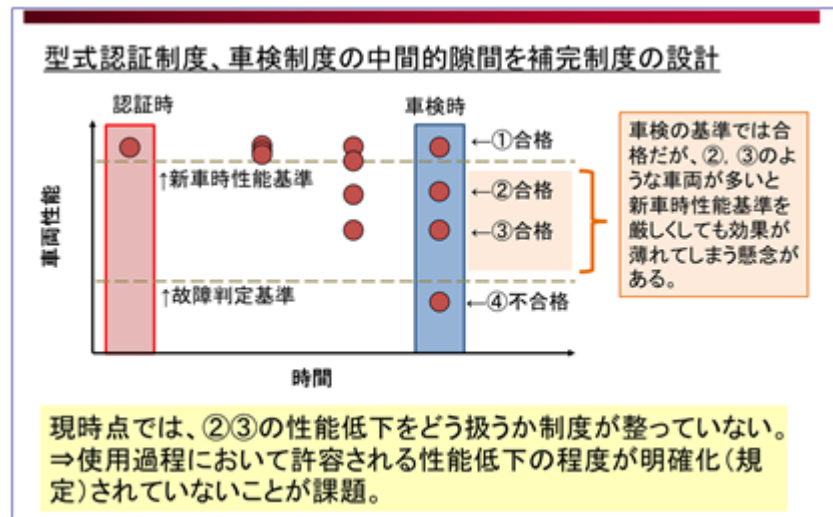 型式認証制度、車検制度の中間的隙間を補完制度の設計
認証時
車検時
←①合格
↑新車時性能基準
←②合格
←③合格
↑故障判定基準
←④不合格
車両性能
時間
車検の基準では合
格だが、②，③のよ
うな車両が多いと
新車時性能基準を
厳しくしても効果が
薄れてしまう懸念が
ある。
現時点では、②③の性能低下をどう扱うか制度が整っていない。
⇒使用過程において許容される性能低下の程度が明確化（規
定）されていないことが課題。